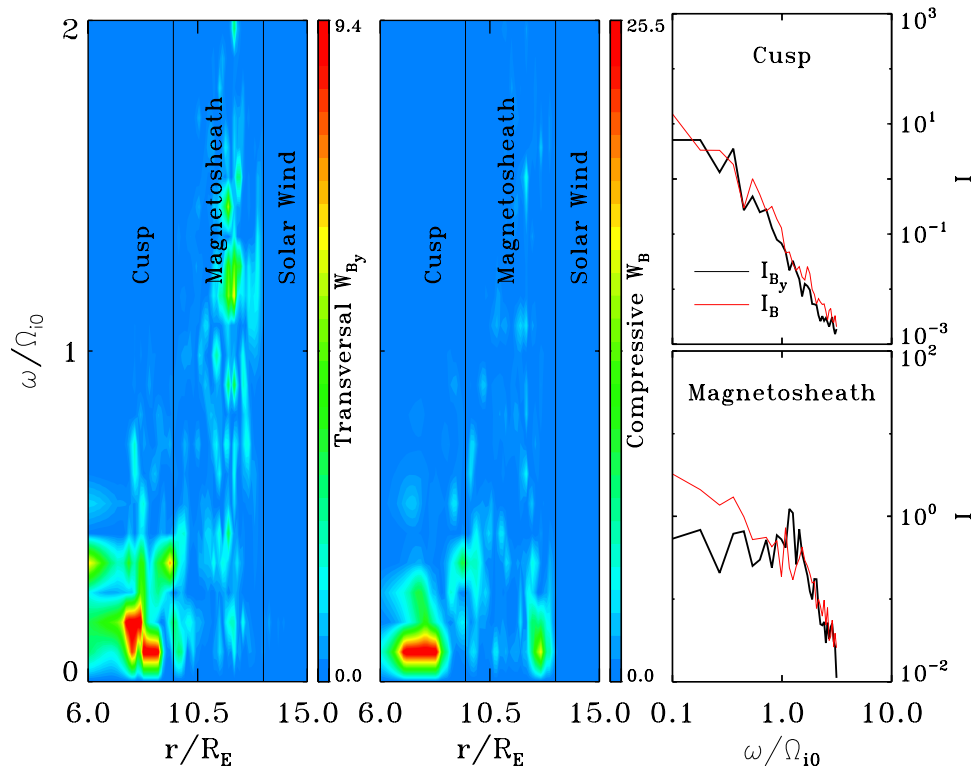 2
1
0
ω/Ω_i0
Cusp
Magnetosheath
Solar Wind
6.0 10.5 15.0
r/R_E
9.4
0.0
Transversal W_By
Cusp
Magnetosheath
Solar Wind
6.0 10.5 15.0
r/R_E
25.5
0.0
Compressive W_B
Cusp
I_By
I_B
10^3
10^1
10^-1
10^-3
I
Magnetosheath
10^2
10^0
10^-2
I
0.1 1.0 10.0
ω/Ω_i0